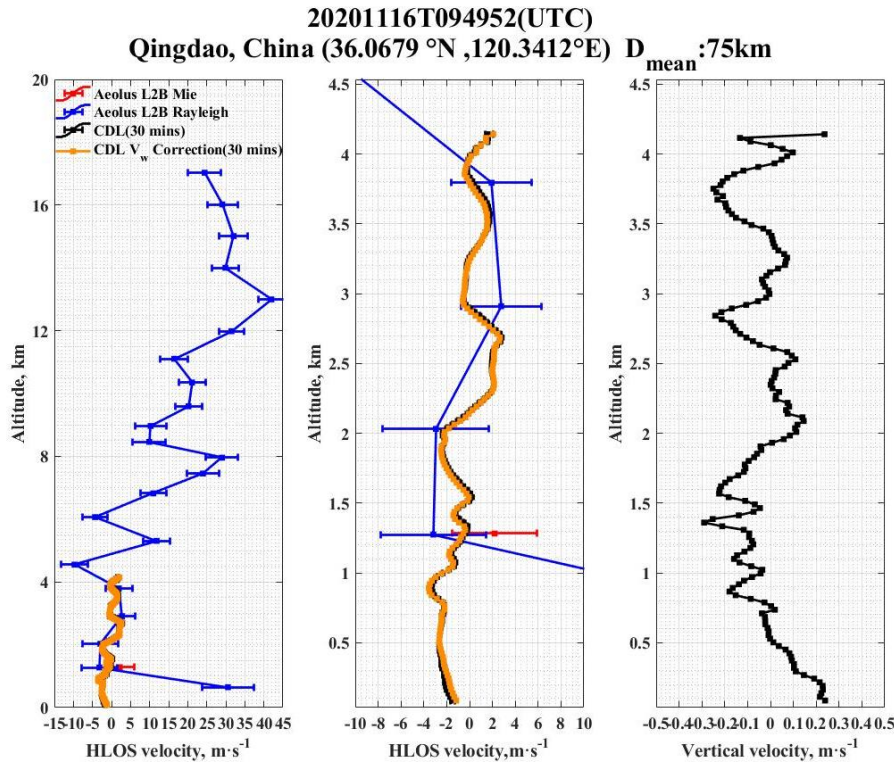 20201116T094952(UTC)
Qingdao, China (36.0679 °N ,120.3412°E) D_mean:75km
Aeolus L2B Mie
Aeolus L2B Rayleigh
CDL(30 mins)
CDL V_w Correction(30 mins)
Altitude, km
20
16
12
8
4
0
-15 -10 -5 0 5 10 15 20 25 30 35 40 45
HLOS velocity, m·s⁻¹
Altitude, km
4.5
4
3.5
3
2.5
2
1.5
1
0.5
-10 -8 -6 -4 -2 0 2 4 6 8 10
HLOS velocity,m·s⁻¹
Altitude, km
4.5
4
3.5
3
2.5
2
1.5
1
0.5
-0.5 -0.4 -0.3 -0.2 -0.1 0 0.1 0.2 0.3 0.4 0.5
Vertical velocity, m·s⁻¹